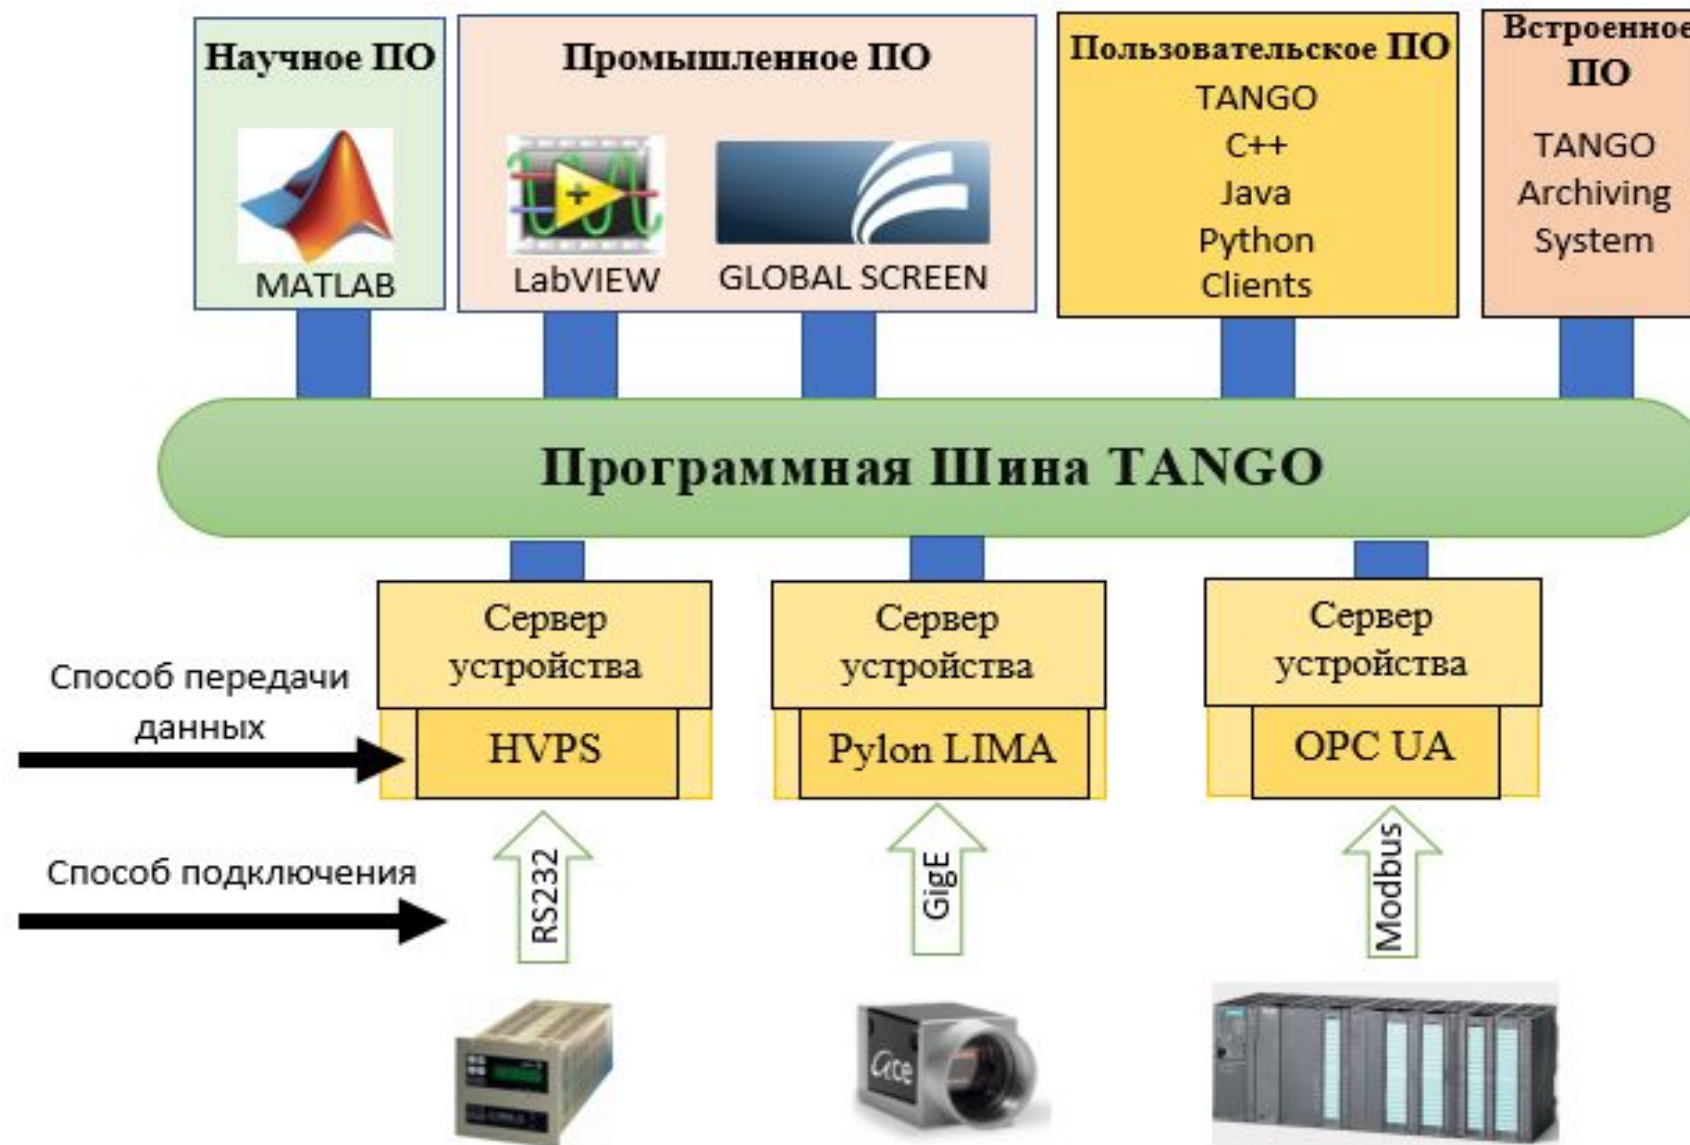 Научное ПО
MATLAB
Промышленное ПО
LabVIEW
GLOBAL SCREEN
Пользовательское ПО
TANGO
C++
Java
Python
Clients
Встроенное
ПО
TANGO
Archiving
System
Программная Шина TANGO
Сервер
устройства
HVPS
Сервер
устройства
Pylon LIMA
Сервер
устройства
OPC UA
Способ передачи
данных
Способ подключения
RS232
GigE
Modbus
ace